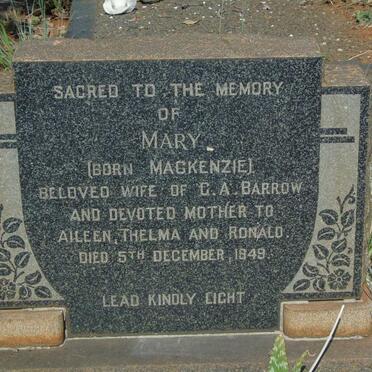 SACRED TO THE MEMORY
OF
MARY
(BORN MACKENZIE)
BELOVED WIFE OF C.A. BARROW
AND DEVOTED MOTHER TO
AILEEN, THELMA AND RONALD.
DIED 5TH DECEMBER, 1949.
LEAD KINDLY LIGHT